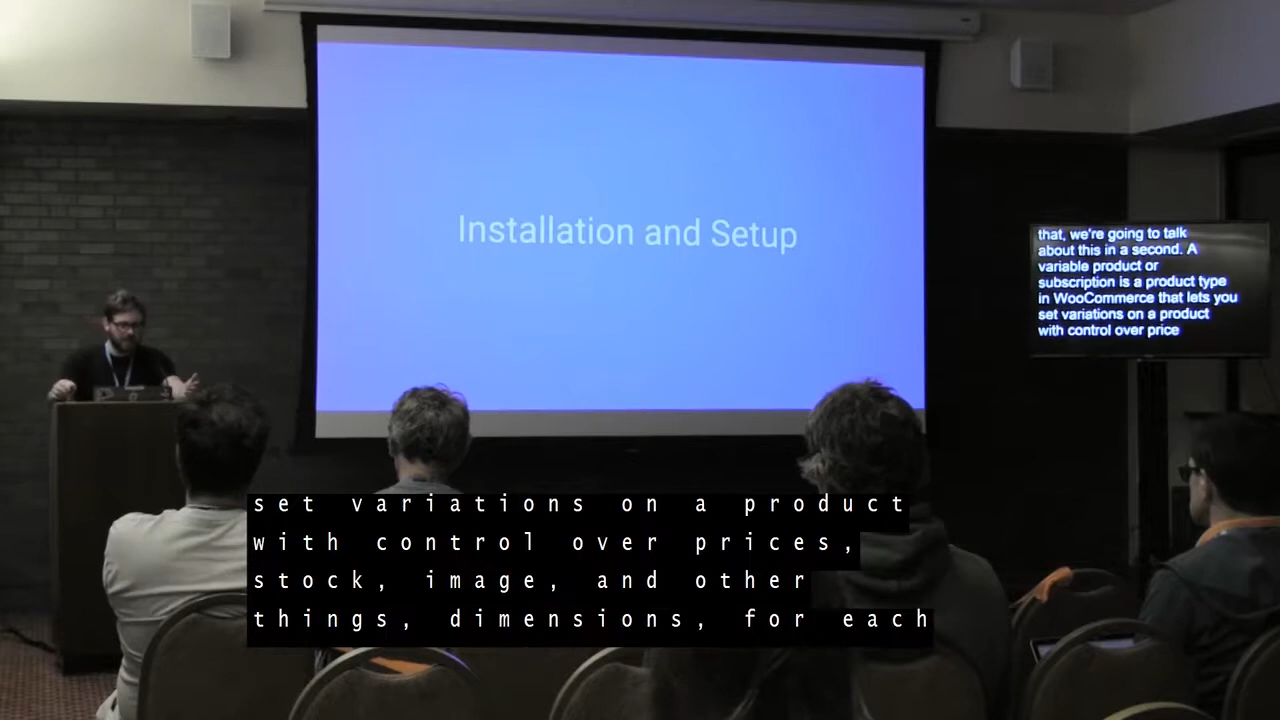 Installation and Setup
that, we're going to talk
about this in a second. A
variable product or
subscription is a product type
in WooCommerce that lets you
set variations on a product
with control over price
set variations on a product
with control over prices,
stock, image, and other
things, dimensions, for each